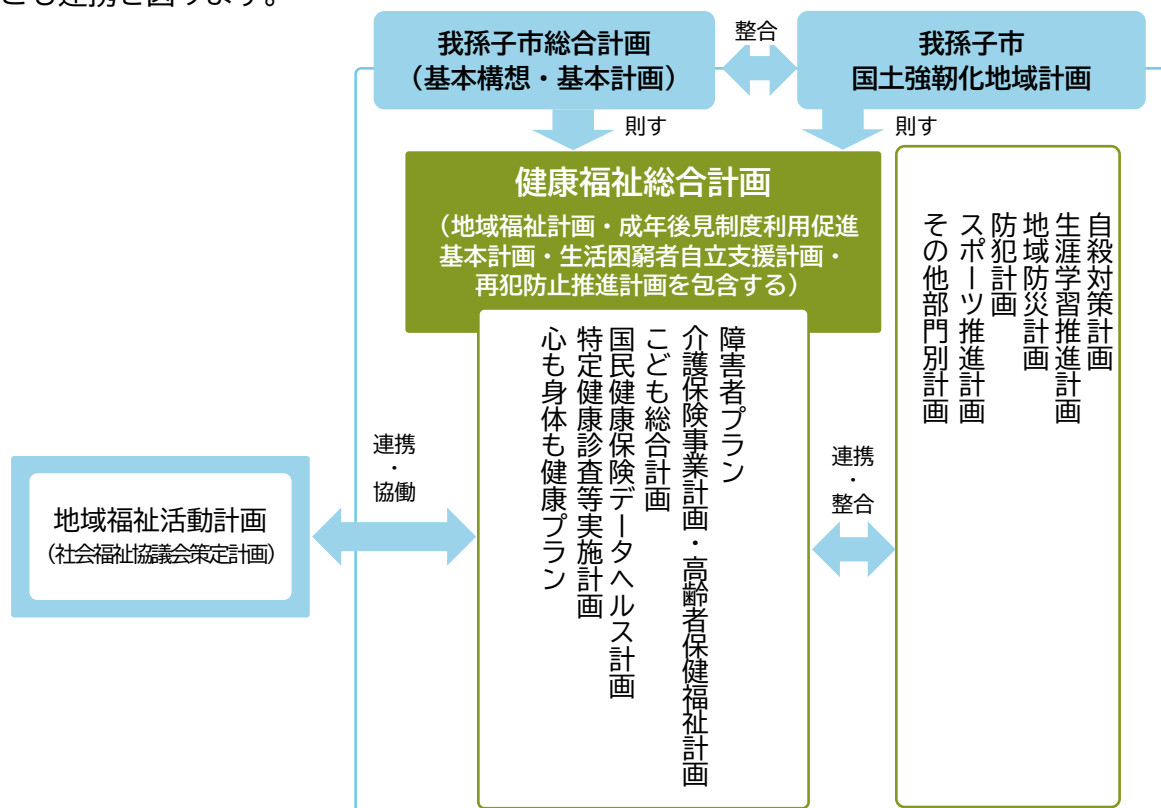 とも連携を図ります。
我孫子市総合計画
（基本構想・基本計画）
整合
我孫子市
国土強靭化地域計画
則す
則す
健康福祉総合計画
（地域福祉計画・成年後見制度利用促進
基本計画・生活困窮者自立支援計画・
再犯防止推進計画を包含する）
障害者プラン
介護保険事業計画・高齢者保健福祉計画
こども総合計画
国民健康保険データヘルス計画
特定健康診査等実施計画
心も身体も健康プラン
自殺対策計画
生涯学習推進計画
地域防災計画
防犯計画
スポーツ推進計画
その他部門別計画
連携
・
協働
連携
・
整合
地域福祉活動計画
（社会福祉協議会策定計画）